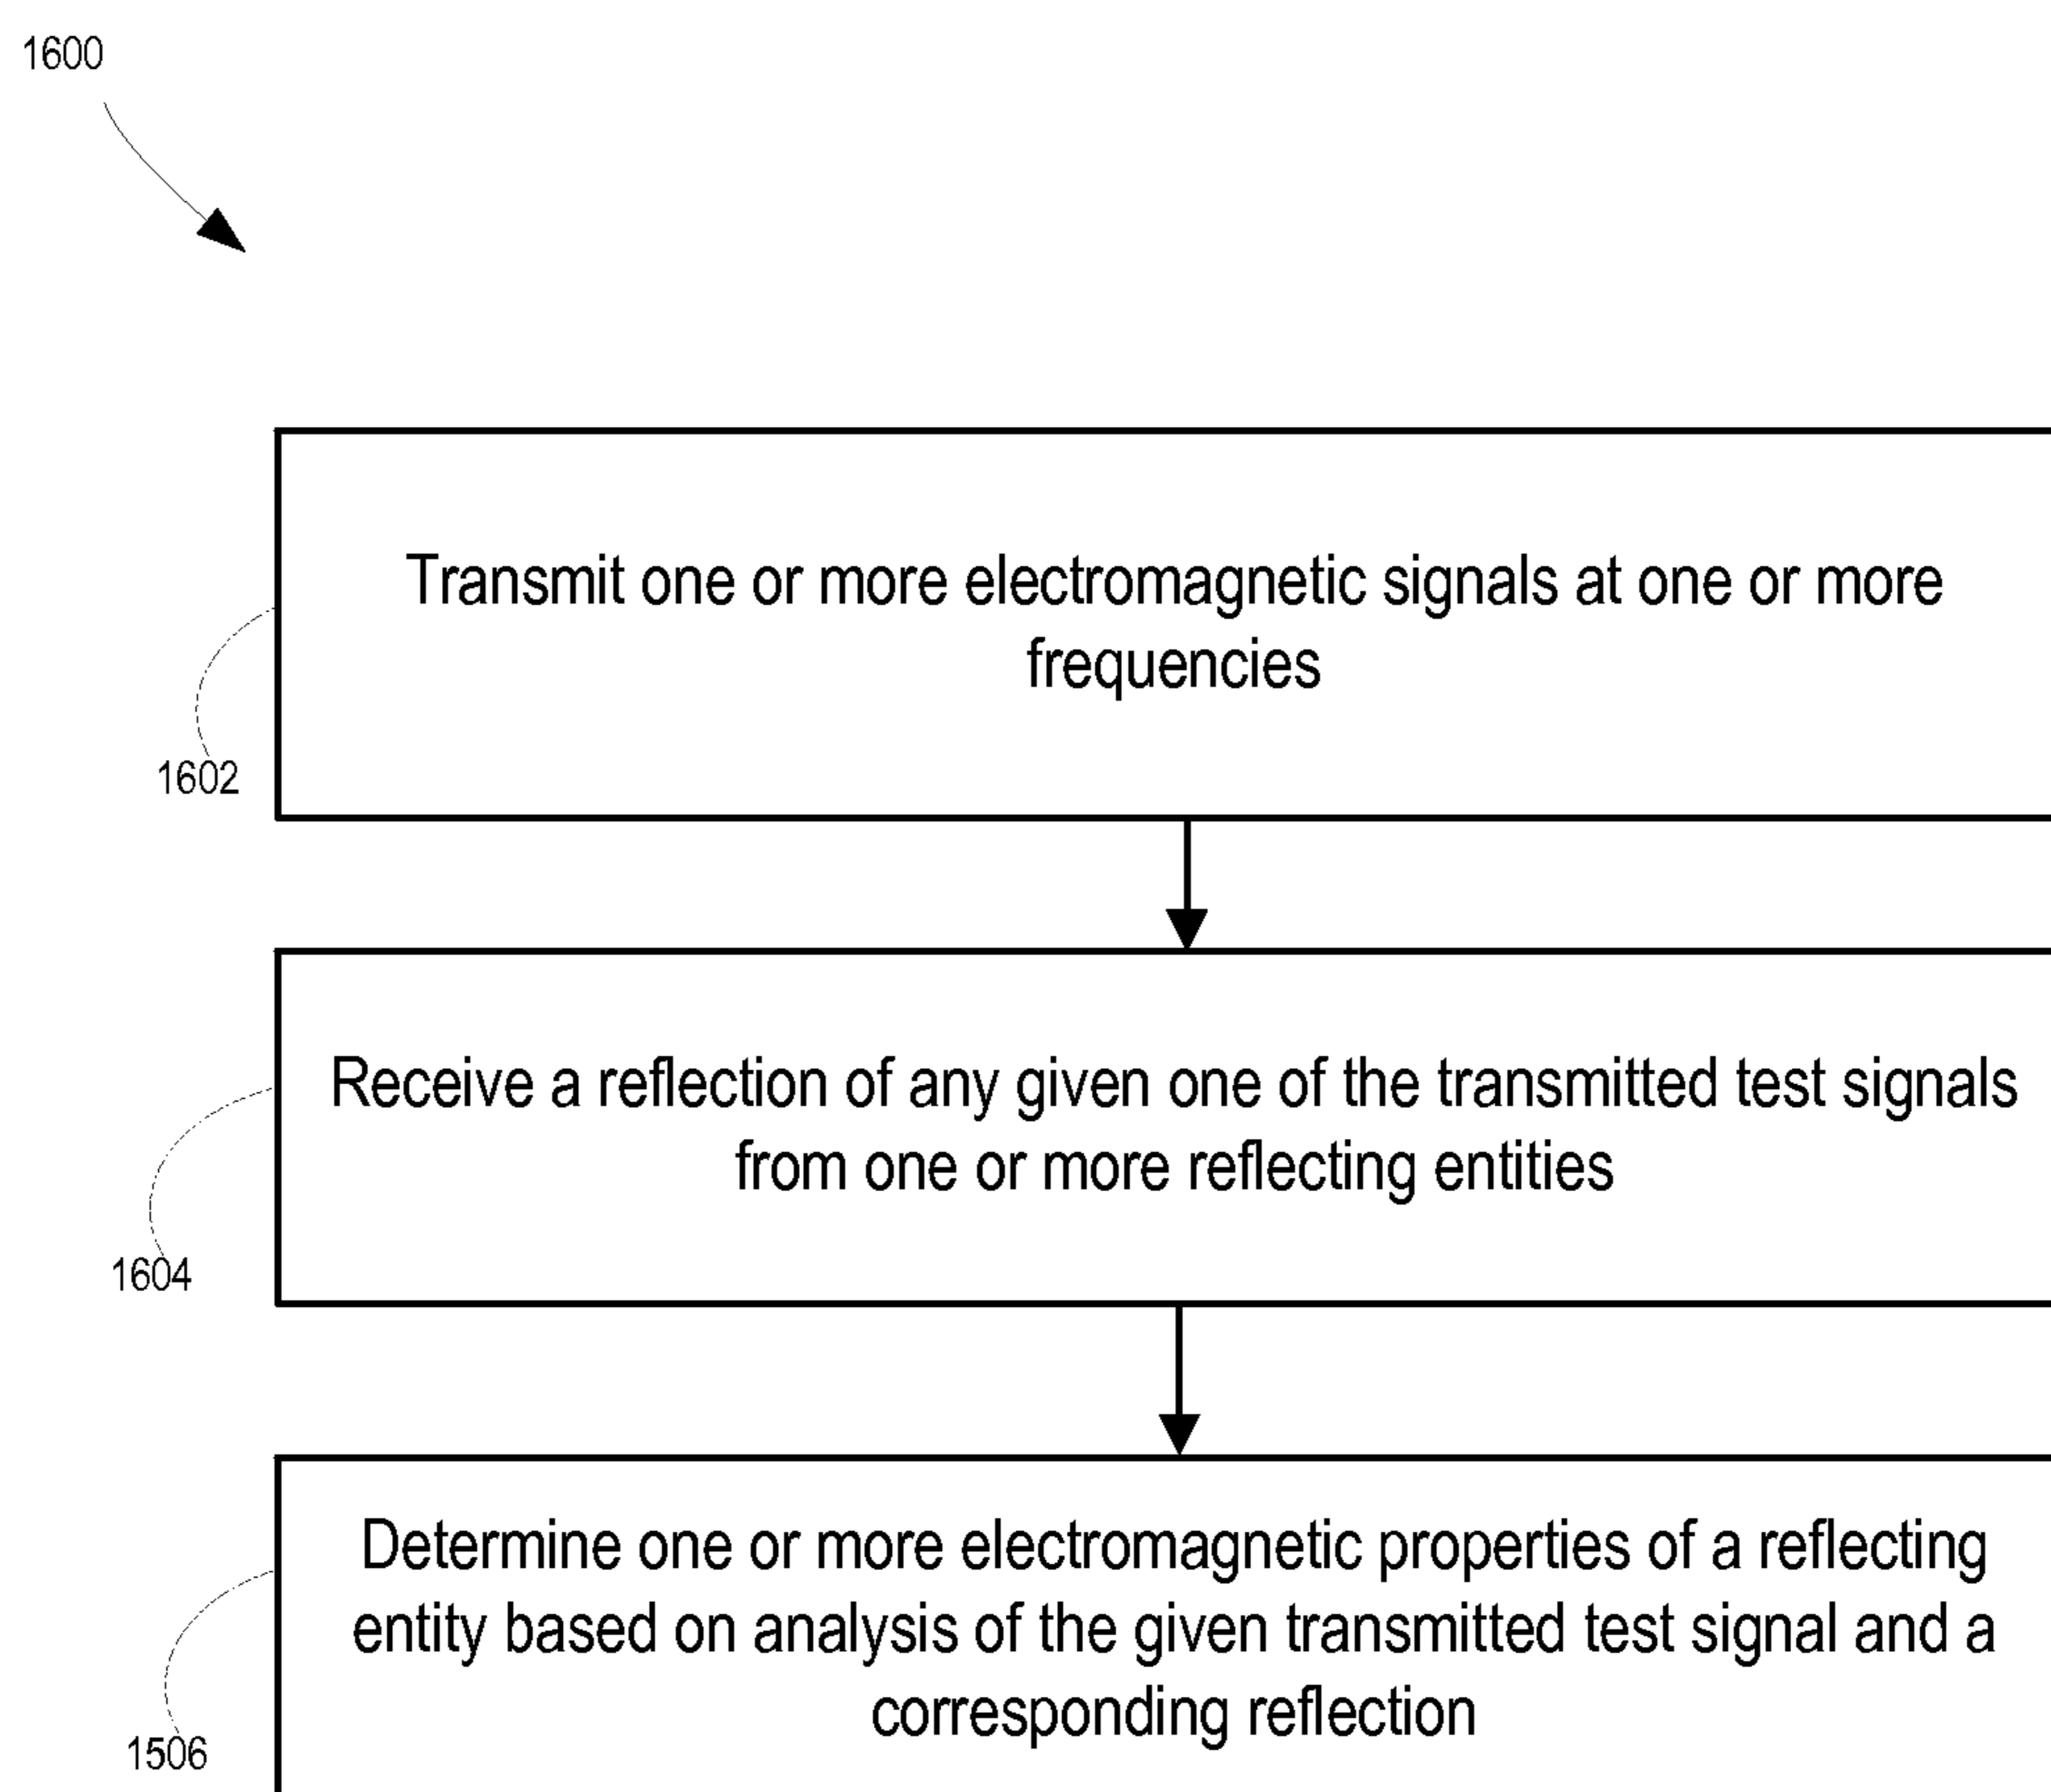 1600
Transmit one or more electromagnetic signals at one or more
frequencies
1602
Receive a reflection of any given one of the transmitted test signals
from one or more reflecting entities
1604
Determine one or more electromagnetic properties of a reflecting
entity based on analysis of the given transmitted test signal and a
corresponding reflection
1506